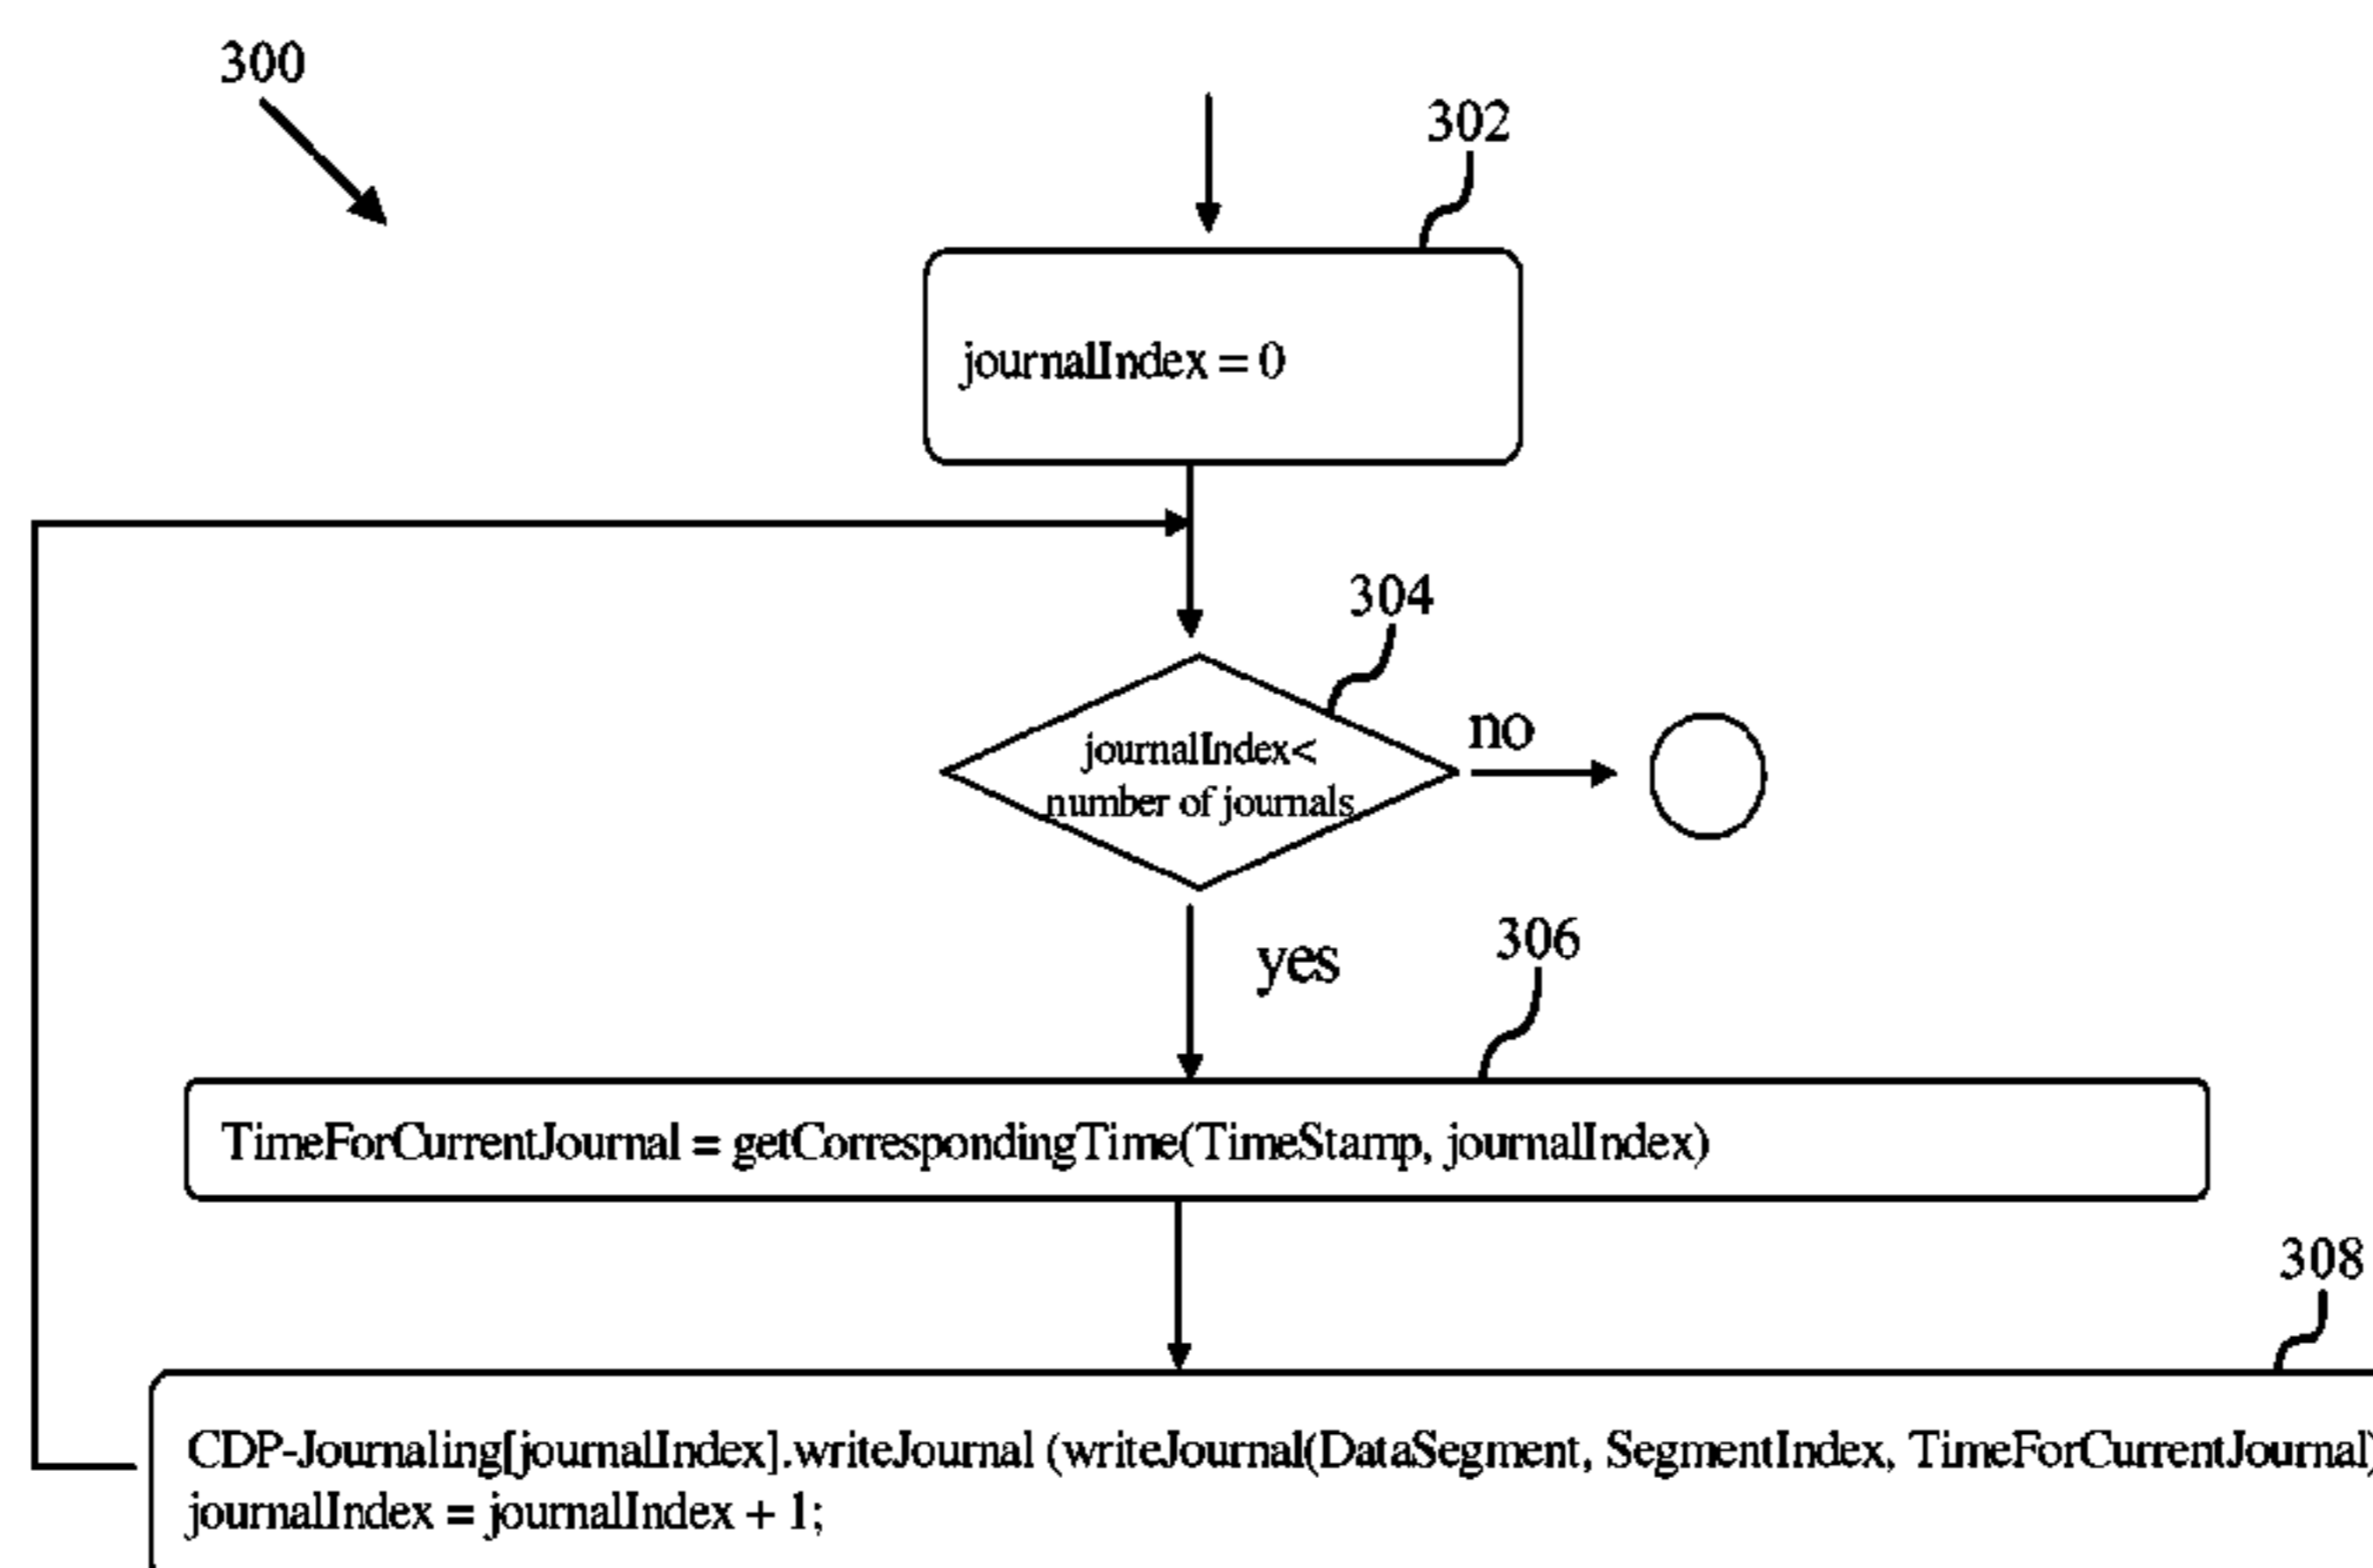 300
302
journalIndex = 0
304
journalIndex<
number of journals
no
yes
306
TimeForCurrentJournal = getCorrespondingTime(TimeStamp, journalIndex)
308
CDP-Journaling[journalIndex].writeJournal (writeJournal(DataSegment, SegmentIndex, TimeForCurrentJournal)
journalIndex = journalIndex + 1;